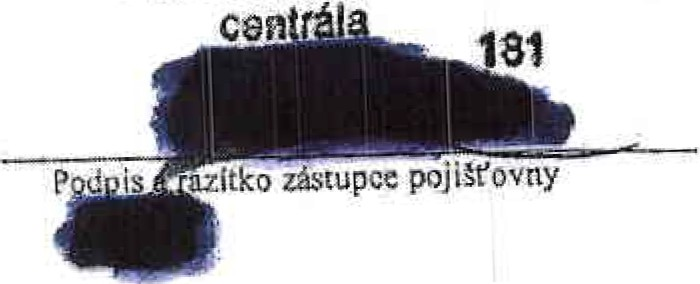 centrála
181
Podpis a razítko zástupce pojišťovny